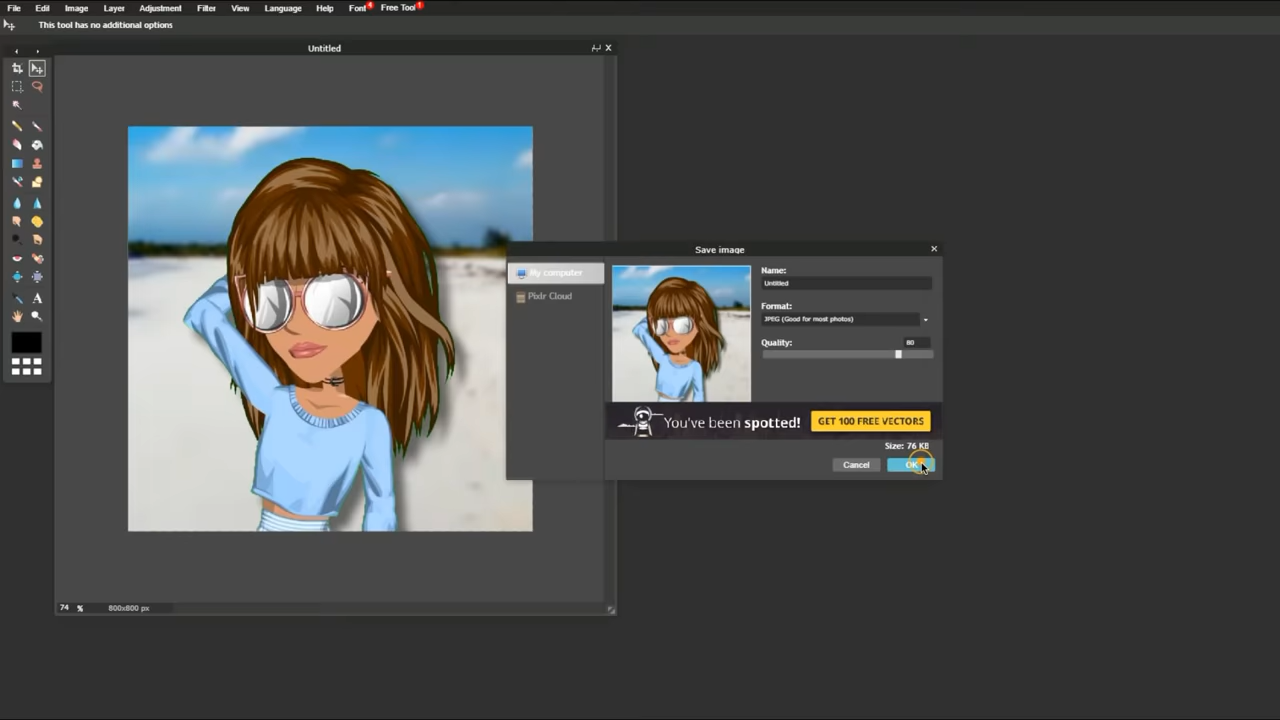 File Edit Image Layer Adjustment Filter View Language Help Font 4 Free Tool 1
This tool has no additional options
Untitled
Save image
My computer
Pixlr Cloud
Name:
Untitled
Format:
JPEG (Good for most photos)
Quality: 80
You've been spotted! GET 100 FREE VECTORS
Size: 76 KB
Cancel OK
74 % 800x800 px